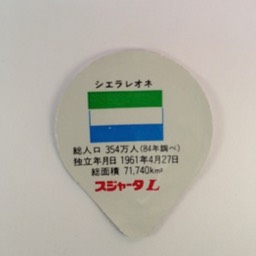 シエラレオネ
総人口 354万人(84年調べ)
独立年月日 1961年4月27日
総面積 71,740km²
スジャータL